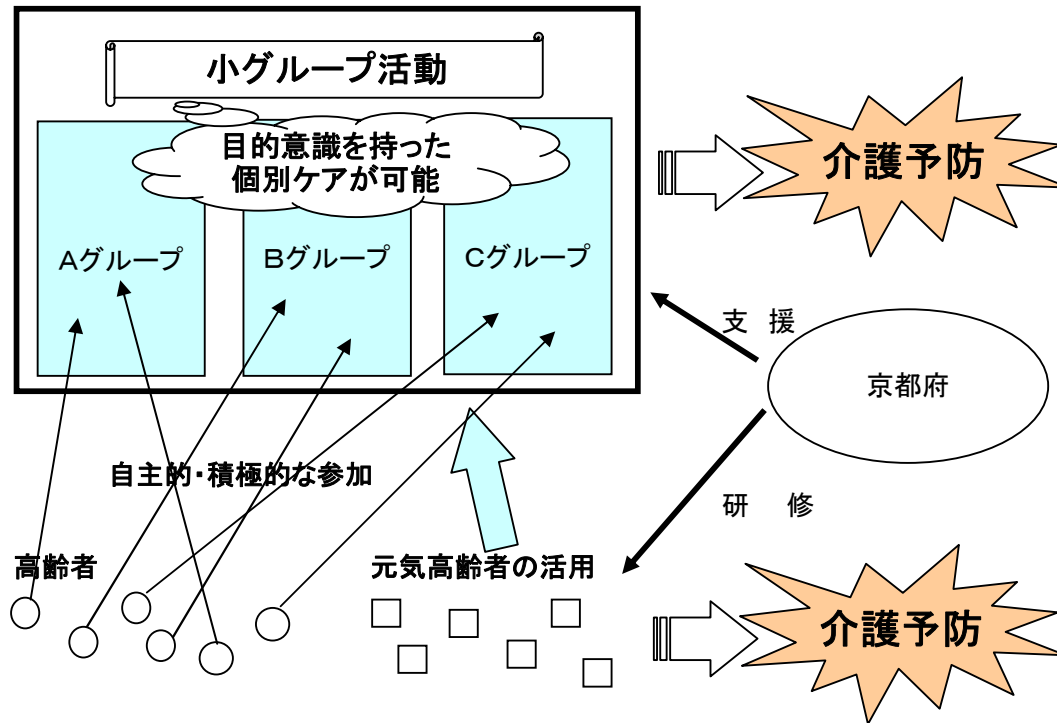 小グループ活動
目的意識を持った
個別ケアが可能
Aグループ
Bグループ
Cグループ
介護予防
支 援
京都府
自主的・積極的な参加
研 修
高齢者
元気高齢者の活用
介護予防